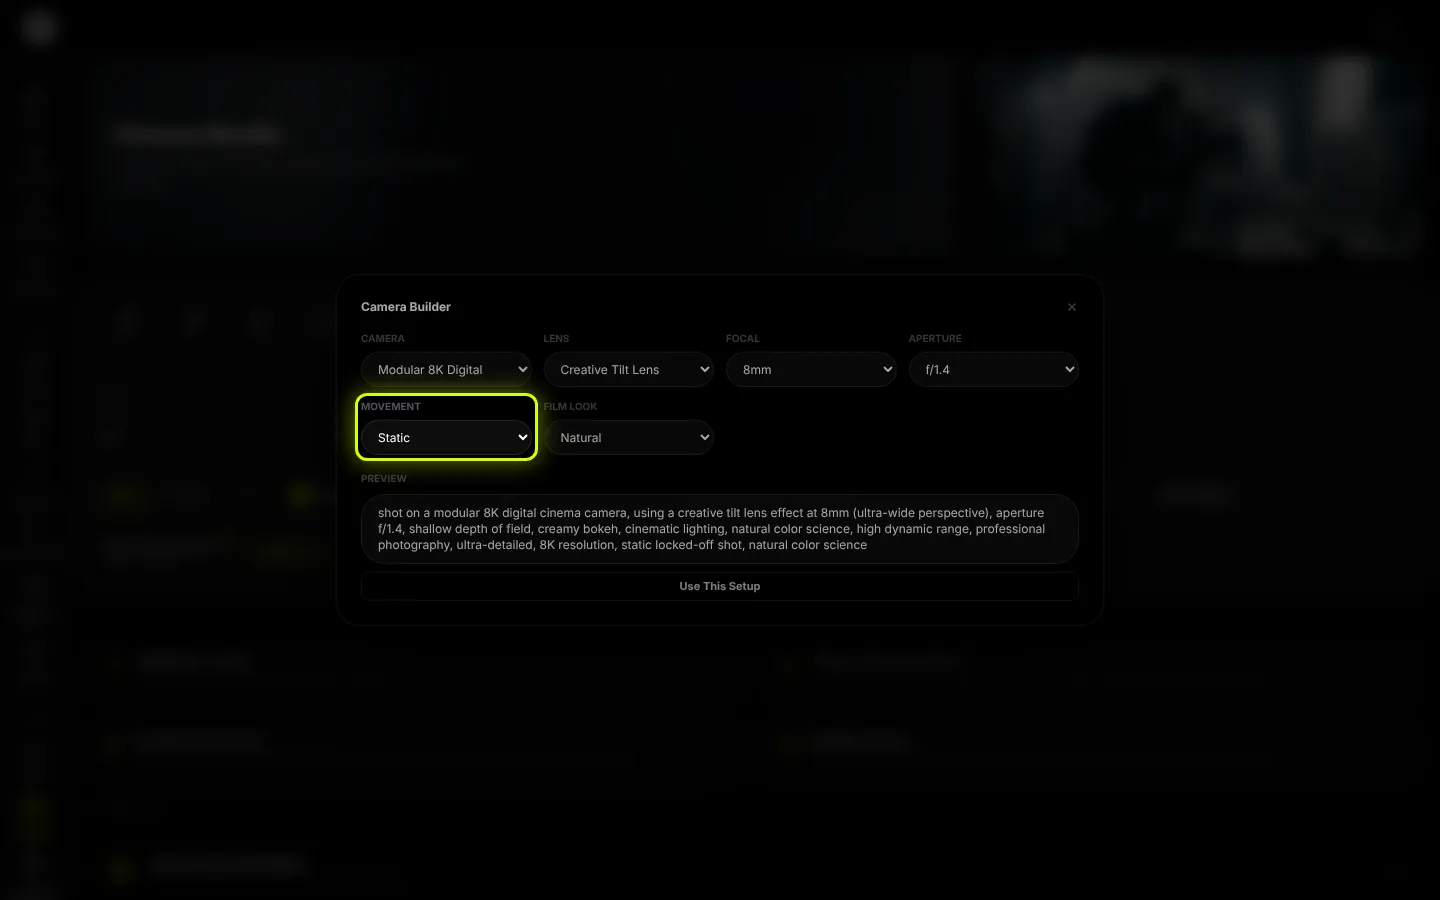 Camera Builder
×
CAMERA
LENS
FOCAL
APERTURE
Modular 8K Digital
Creative Tilt Lens
8mm
f/1.4
MOVEMENT
FILM LOOK
Static
Natural
PREVIEW
shot on a modular 8K digital cinema camera, using a creative tilt lens effect at 8mm (ultra-wide perspective), aperture
f/1.4, shallow depth of field, creamy bokeh, cinematic lighting, natural color science, high dynamic range, professional
photography, ultra-detailed, 8K resolution, static locked-off shot, natural color science
Use This Setup